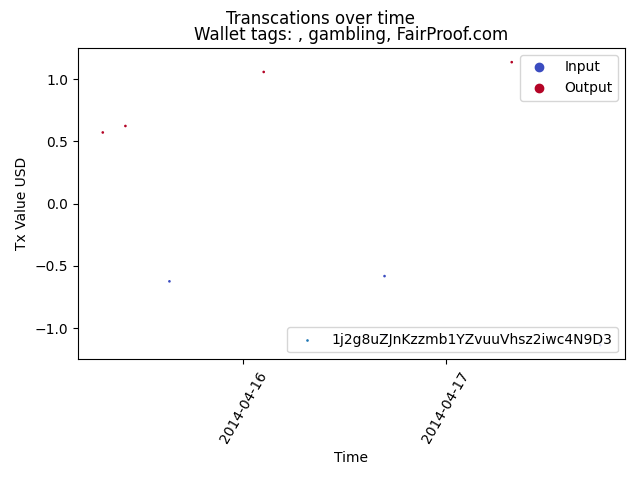 Transcations over time
Wallet tags: , gambling, FairProof.com
Input
Output
1.0
0.5
0.0
−0.5
−1.0
Tx Value USD
1j2g8uZJnKzzmb1YZvuuVhsz2iwc4N9D3
2014-04-16
2014-04-17
Time